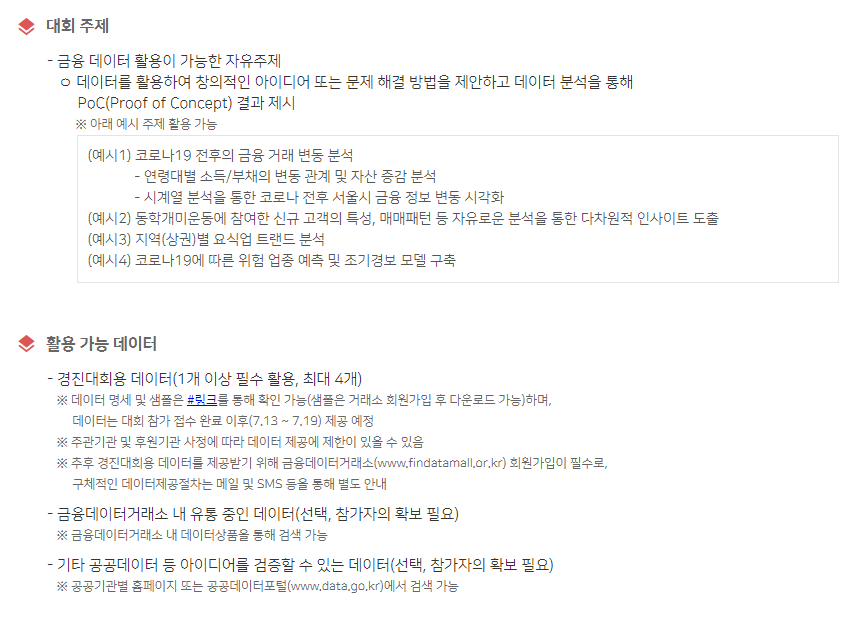 대회 주제
- 금융 데이터 활용이 가능한 자유주제
ㅇ 데이터를 활용하여 창의적인 아이디어 또는 문제 해결 방법을 제안하고 데이터 분석을 통해
PoC(Proof of Concept) 결과 제시
※ 아래 예시 주제 활용 가능
(예시1) 코로나19 전후의 금융 거래 변동 분석
- 연령대별 소득/부채의 변동 관계 및 자산 증감 분석
- 시계열 분석을 통한 코로나 전후 서울시 금융 정보 변동 시각화
(예시2) 동학개미운동에 참여한 신규 고객의 특성, 매매패턴 등 자유로운 분석을 통한 다차원적 인사이트 도출
(예시3) 지역(상권)별 요식업 트랜드 분석
(예시4) 코로나19에 따른 위험 업종 예측 및 조기경보 모델 구축
활용 가능 데이터
- 경진대회용 데이터(1개 이상 필수 활용, 최대 4개)
※ 데이터 명세 및 샘플은 #링크를 통해 확인 가능(샘플은 거래소 회원가입 후 다운로드 가능)하며,
데이터는 대회 참가 접수 완료 이후(7.13 ~ 7.19) 제공 예정
※ 주관기관 및 후원기관 사정에 따라 데이터 제공에 제한이 있을 수 있음
※ 추후 경진대회용 데이터를 제공받기 위해 금융데이터거래소(www.findatamall.or.kr) 회원가입이 필수로,
구체적인 데이터제공절차는 메일 및 SMS 등을 통해 별도 안내
- 금융데이터거래소 내 유통 중인 데이터(선택, 참가자의 확보 필요)
※ 금융데이터거래소 내 데이터상품을 통해 검색 가능
- 기타 공공데이터 등 아이디어를 검증할 수 있는 데이터(선택, 참가자의 확보 필요)
※ 공공기관별 홈페이지 또는 공공데이터포털(www.data.go.kr)에서 검색 가능